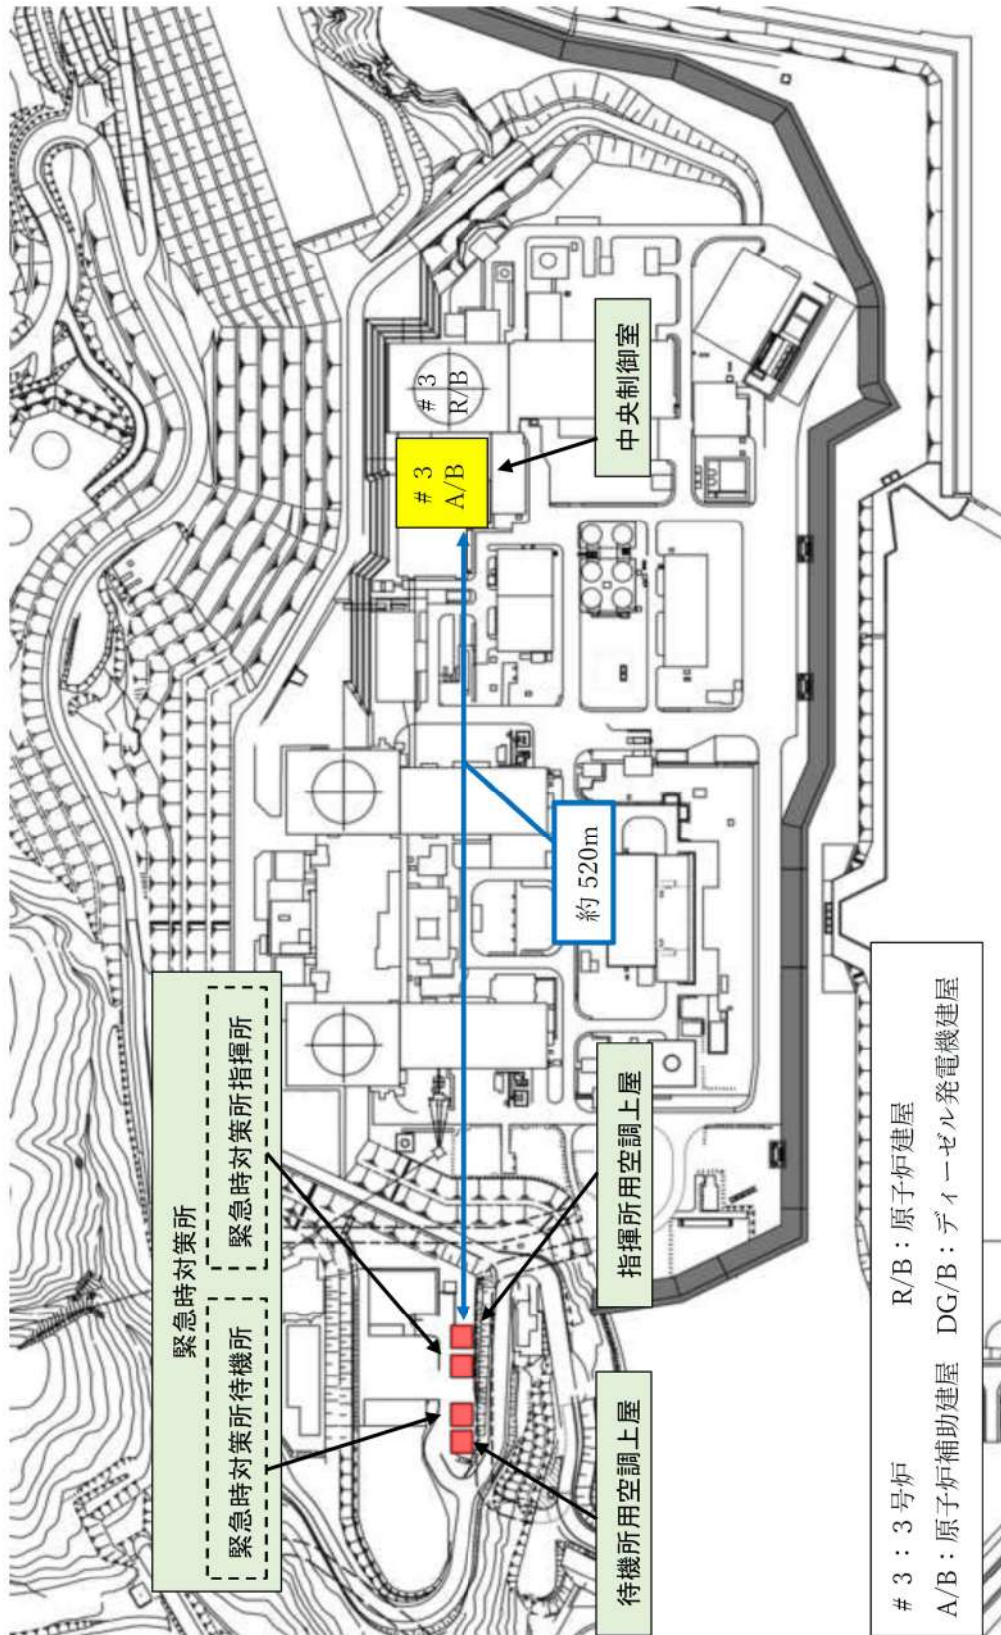 緊急時対策所
緊急時対策所待機所
緊急時対策所指揮所
# 3
R/B
# 3
A/B
中央制御室
約 520m
待機所用空調上屋
指揮所用空調上屋
# 3：3 号炉 R/B：原子炉建屋
A/B：原子炉補助建屋 DG/B：ディーゼル発電機建屋